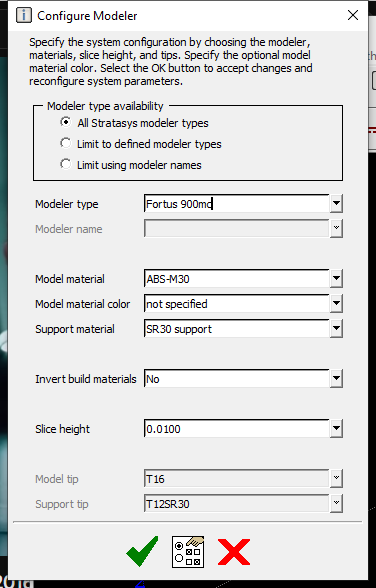 Configure Modeler
Specify the system configuration by choosing the modeler,
materials, slice height, and tips. Specify the optional model
material color. Select the OK button to accept changes and
reconfigure system parameters.
Modeler type availability
All Stratasys modeler types
Limit to defined modeler types
Limit using modeler names
Modeler type Fortus 900mc
Modeler name
Model material ABS-M30
Model material color not specified
Support material SR30 support
Invert build materials No
Slice height 0.0100
Model tip T16
Support tip T12SR30